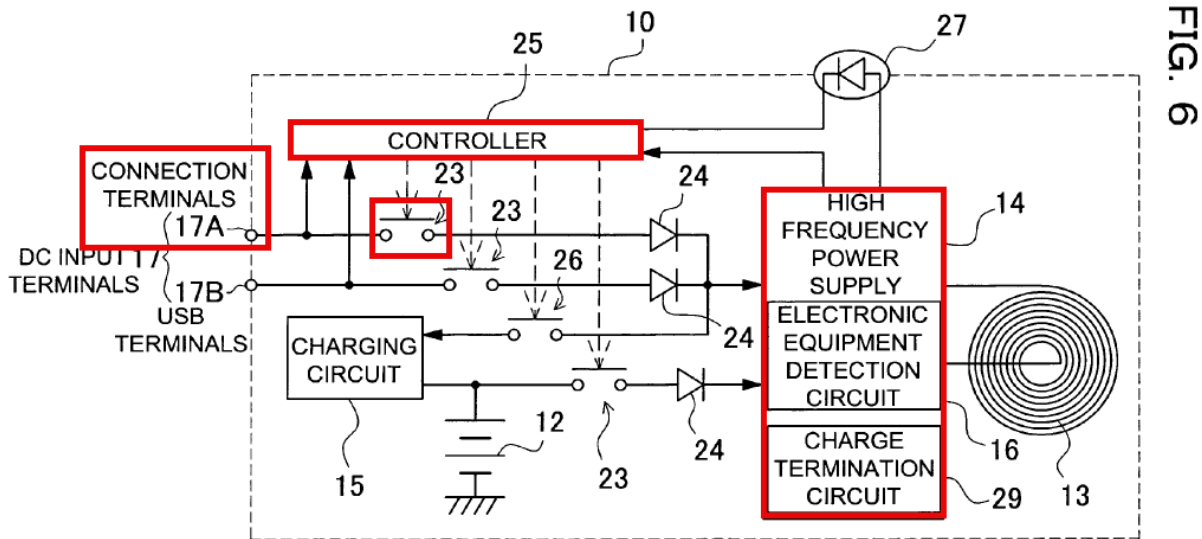 FIG. 6
10
27
25
CONTROLLER
CONNECTION
TERMINALS
17A
23
24
HIGH
FREQUENCY
POWER
SUPPLY
14
DC INPUT 17
TERMINALS
23
17B
26
USB
TERMINALS
24
ELECTRONIC
EQUIPMENT
DETECTION
CIRCUIT
CHARGING
CIRCUIT
12
15
23
24
16
13
CHARGE
TERMINATION
CIRCUIT
29